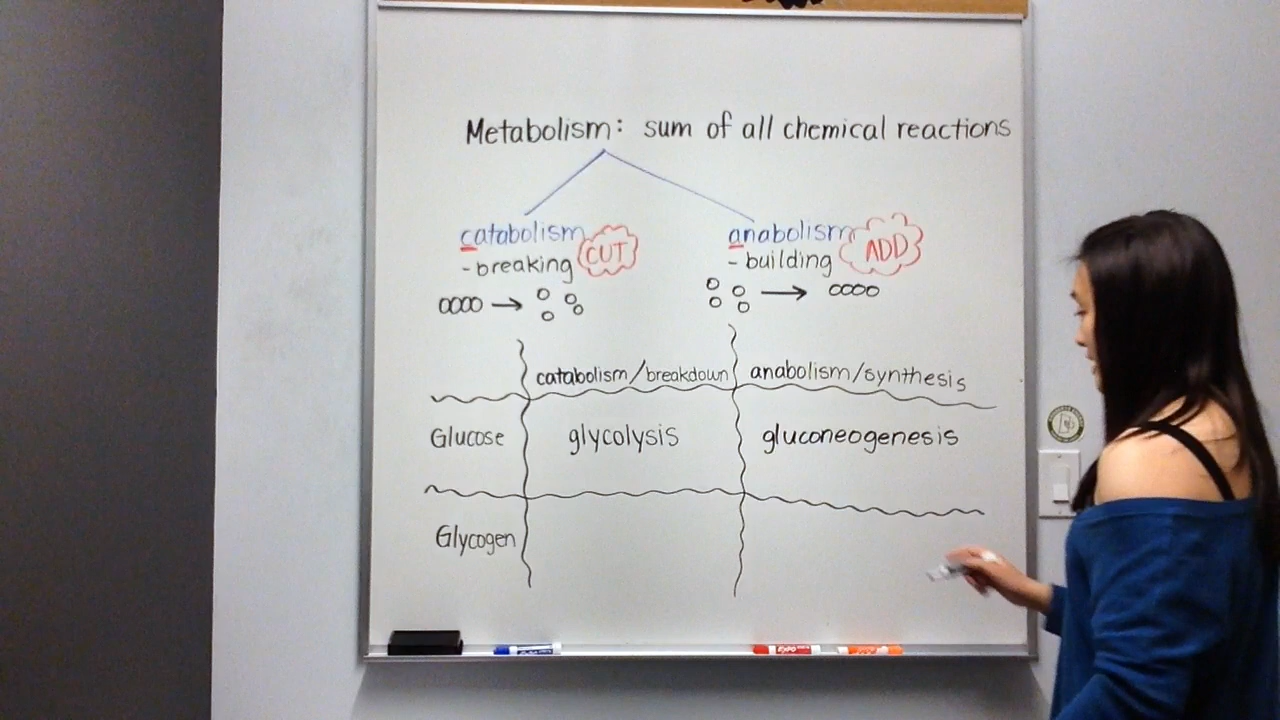 Metabolism: sum of all chemical reactions
catabolism CUT
- breaking
anabolism ADD
- building
catabolism/breakdown anabolism/synthesis
Glucose glycolysis gluconeogenesis
Glycogen
EXPO